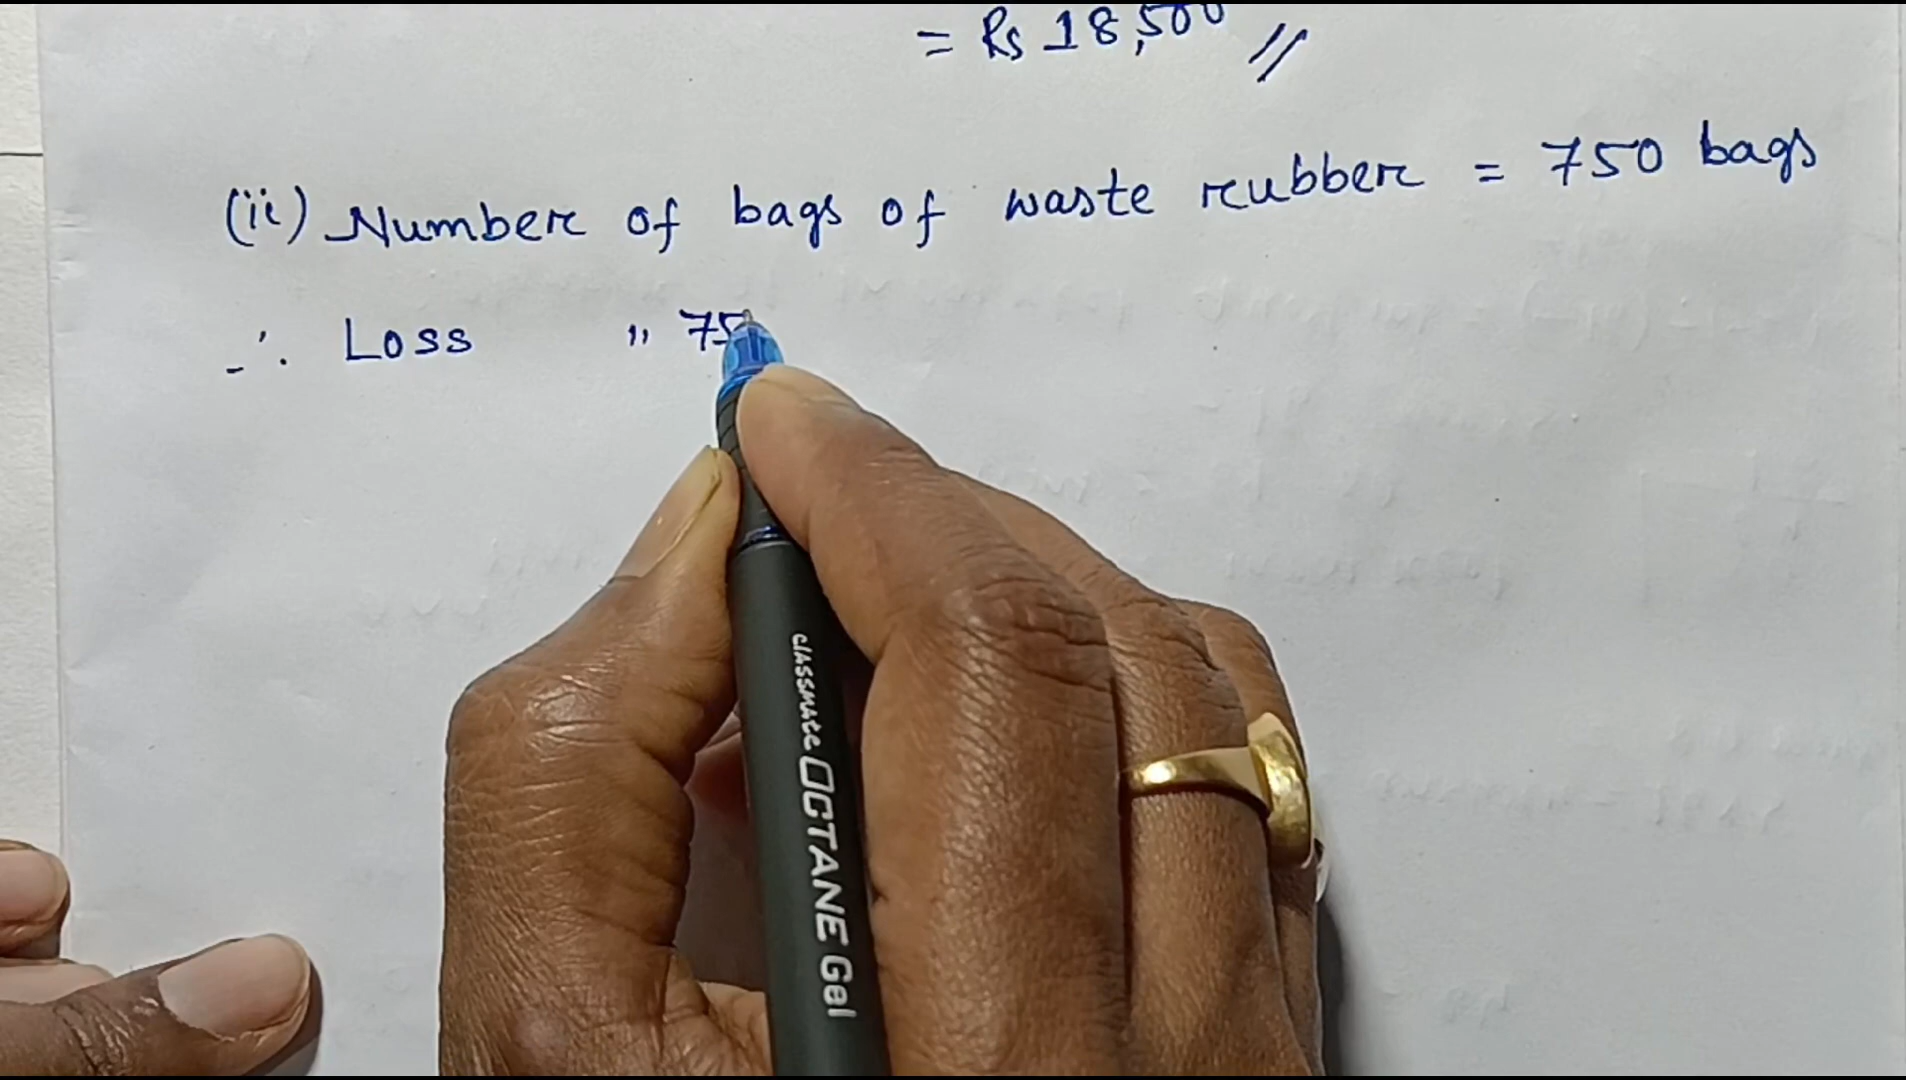 = Rs 18,500 //
(ii) Number of bags of waste rubber = 750 bags
∴ Loss " 75
classmate OCTANE Gel